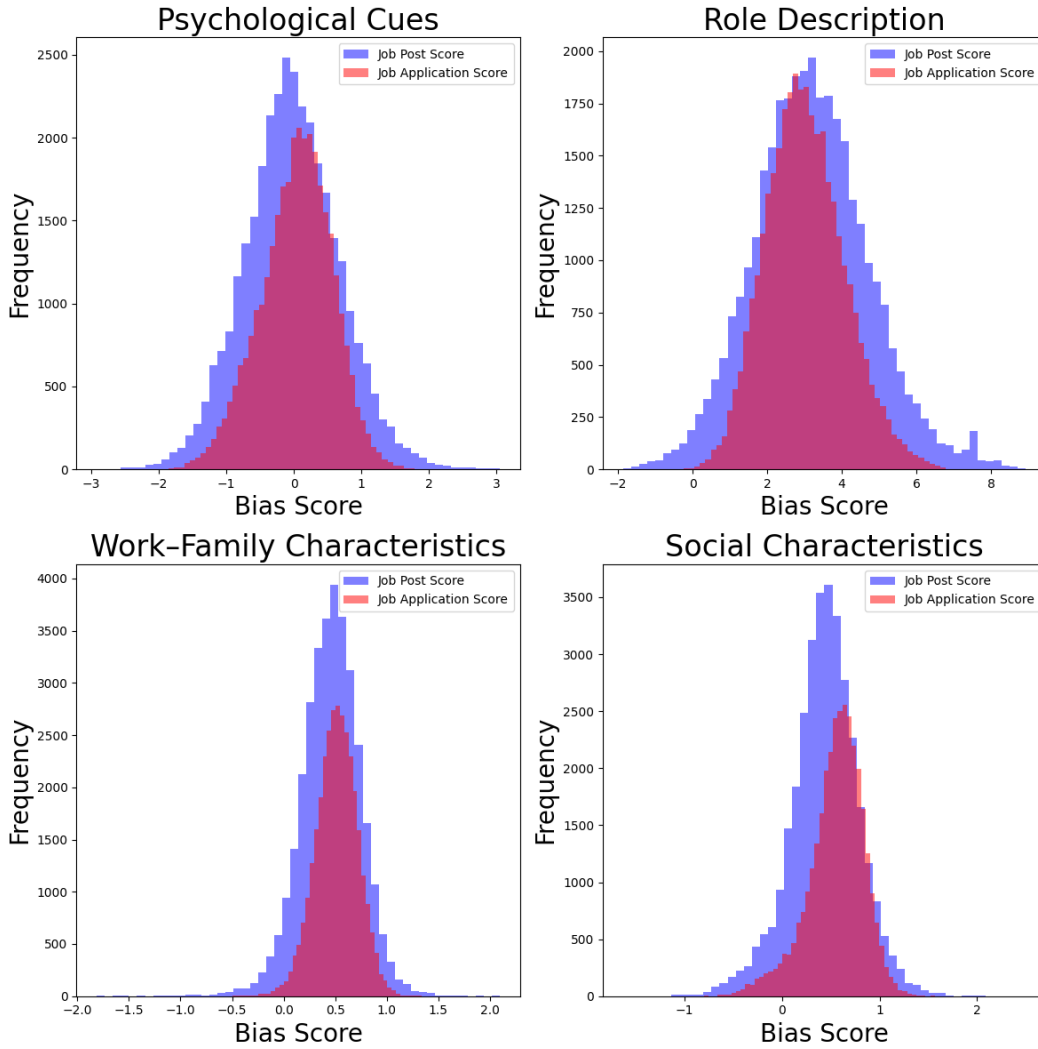 Psychological Cues
Job Post Score
Job Application Score
2500
2000
1500
1000
500
0
Frequency
−3
−2
−1
0
1
2
3
Bias Score
Role Description
Job Post Score
Job Application Score
2000
1750
1500
1250
1000
750
500
250
0
Frequency
−2
0
2
4
6
8
Bias Score
Work–Family Characteristics
Job Post Score
Job Application Score
4000
3500
3000
2500
2000
1500
1000
500
0
Frequency
−2.0
−1.5
−1.0
−0.5
0.0
0.5
1.0
1.5
2.0
Bias Score
Social Characteristics
Job Post Score
Job Application Score
3500
3000
2500
2000
1500
1000
500
0
Frequency
−1
0
1
2
Bias Score